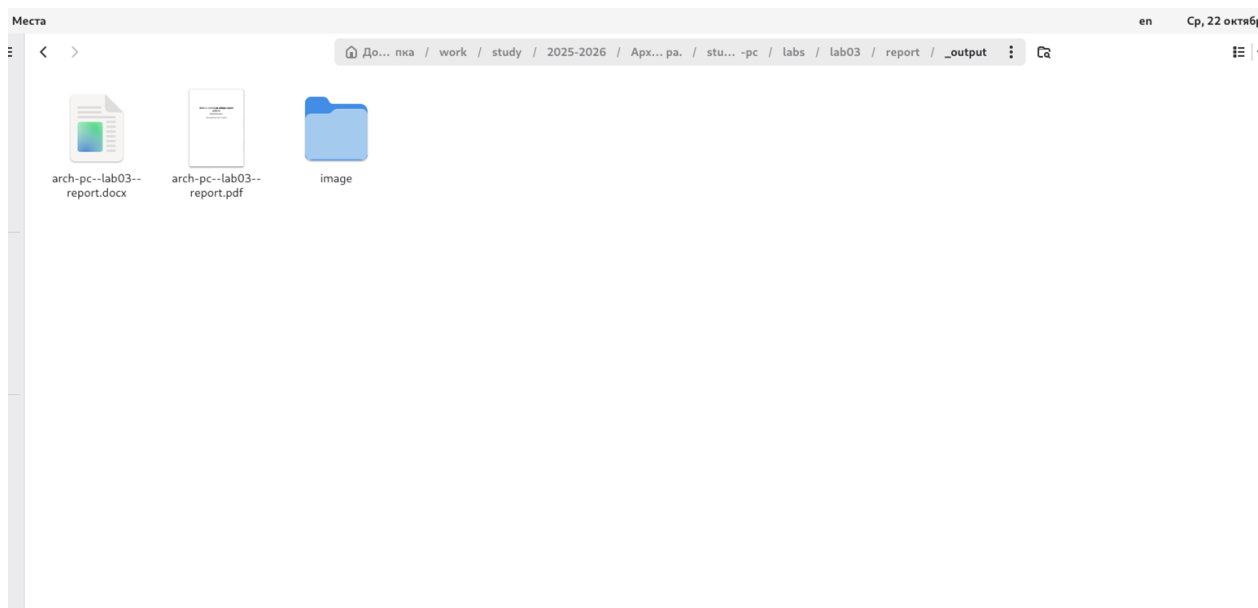 Места
en Ср, 22 октяб
До... пка / work / study / 2025-2026 / Арх... ра. / stu... -pc / labs / lab03 / report / _output
arch-pc--lab03--
report.docx
arch-pc--lab03--
report.pdf
image